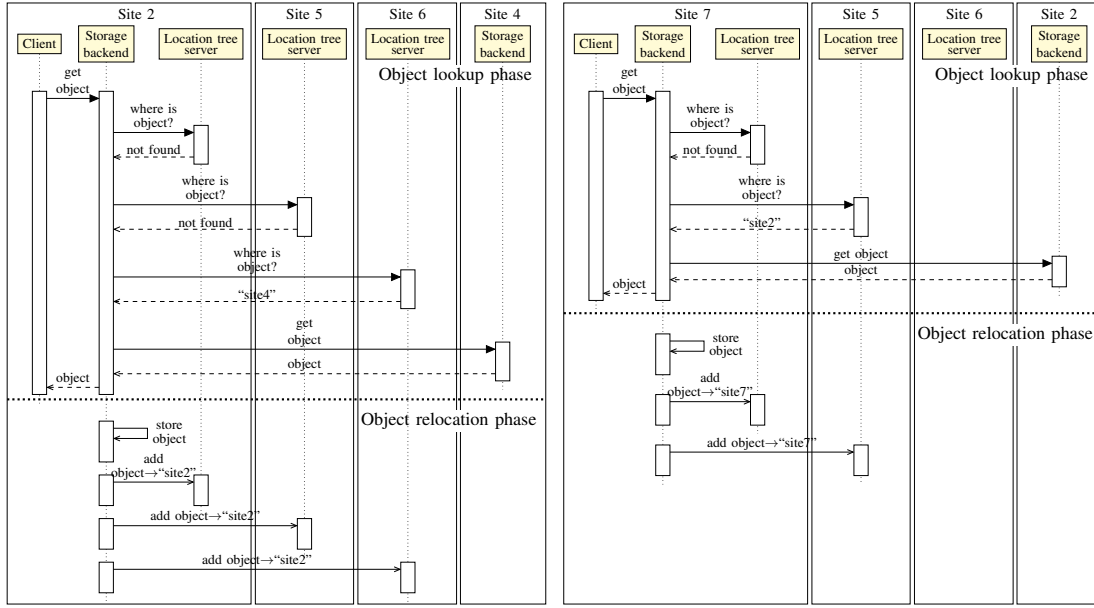 Site 2
Site 5
Site 6
Site 4
Client
Storage
backend
Location tree
server
Location tree
server
Location tree
server
Storage
backend
Object lookup phase
get
object
where is
object?
not found
where is
object?
not found
where is
object?
“site4”
get
object
object
object
Object relocation phase
store
object
add
object→“site2”
add object→“site2”
add object→“site2”
Site 7
Site 5
Site 6
Site 2
Client
Storage
backend
Location tree
server
Location tree
server
Location tree
server
Storage
backend
Object lookup phase
get
object
where is
object?
not found
where is
object?
“site2”
get object
object
object
Object relocation phase
store
object
add
object→“site7”
add object→“site7”